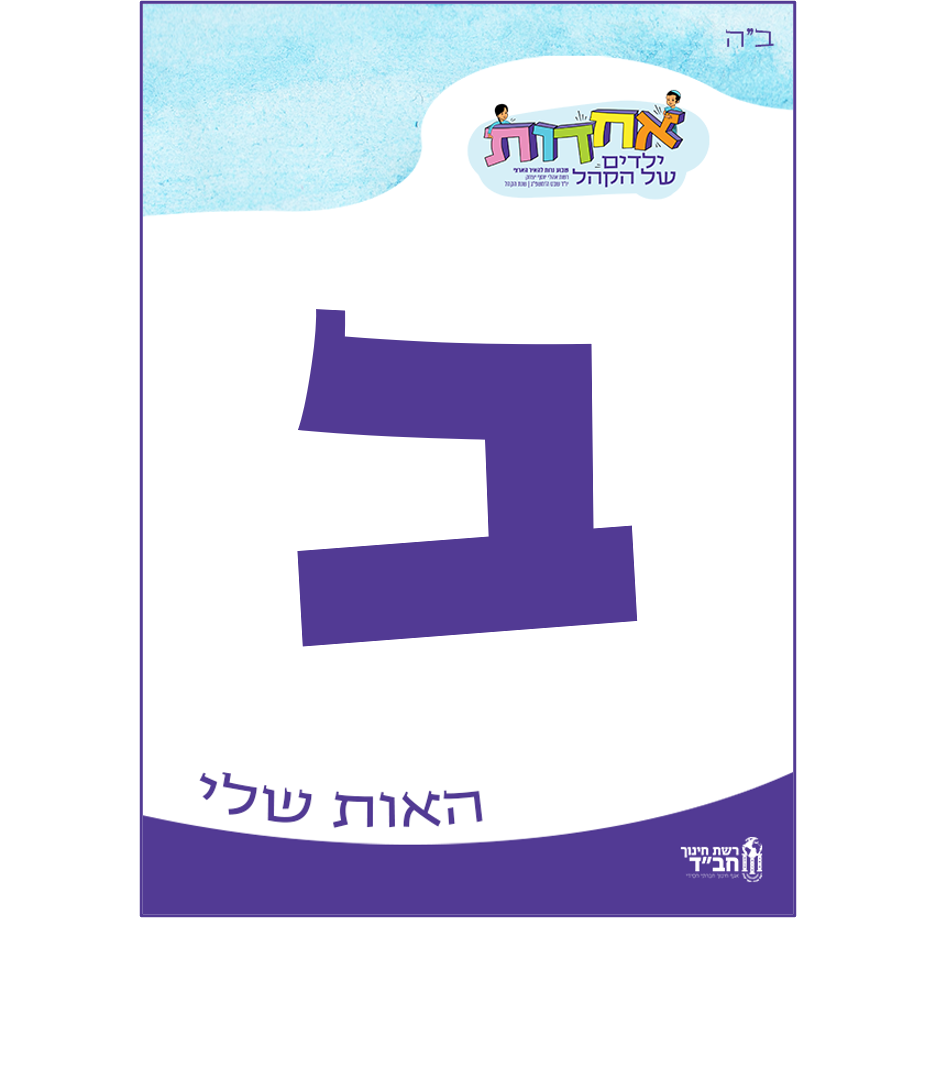 ב"ה
אחדות
ילדים
של הקהל
ב
האות שלי
רשת חינוך
חב"ד